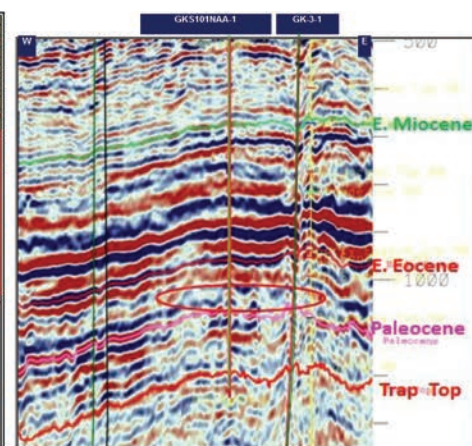 GKS101NAA-1 GK-3-1
W E
500
E. Miocene
E. Eocene
1000
Paleocene
Paleocene
Trap Top